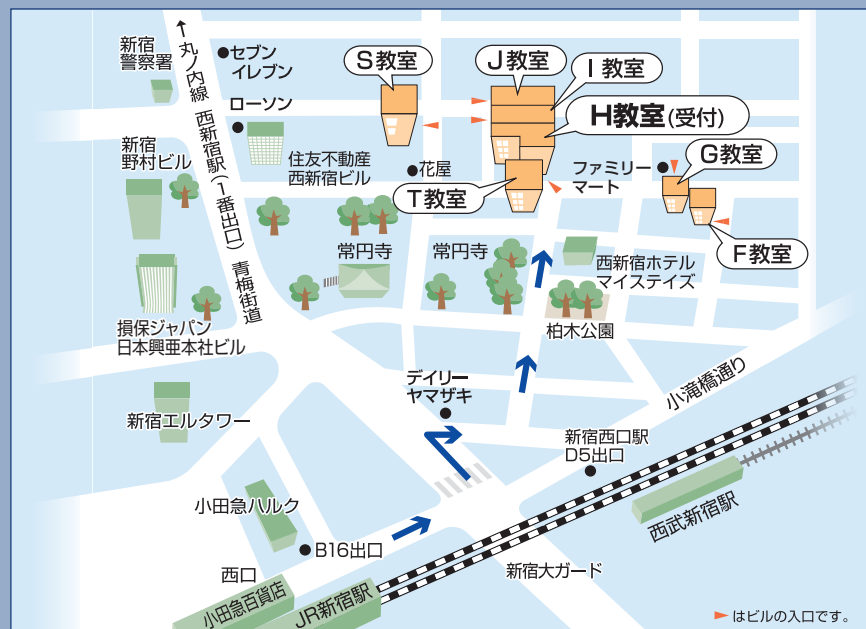 新宿
警察署
↑丸ノ内線 西新宿駅(1番出口) 青梅街道
セブン
イレブン
ローソン
S教室
J教室
I教室
H教室(受付)
新宿
野村ビル
住友不動産
西新宿ビル
花屋
T教室
ファミリー
マート
G教室
F教室
常円寺
常円寺
西新宿ホテル
マイステイズ
損保ジャパン
日本興亜本社ビル
柏木公園
デイリー
ヤマザキ
小滝橋通り
新宿エルタワー
新宿西口駅
D5出口
小田急ハルク
西武新宿駅
B16出口
西口
新宿大ガード
小田急百貨店
JR新宿駅
はビルの入口です。